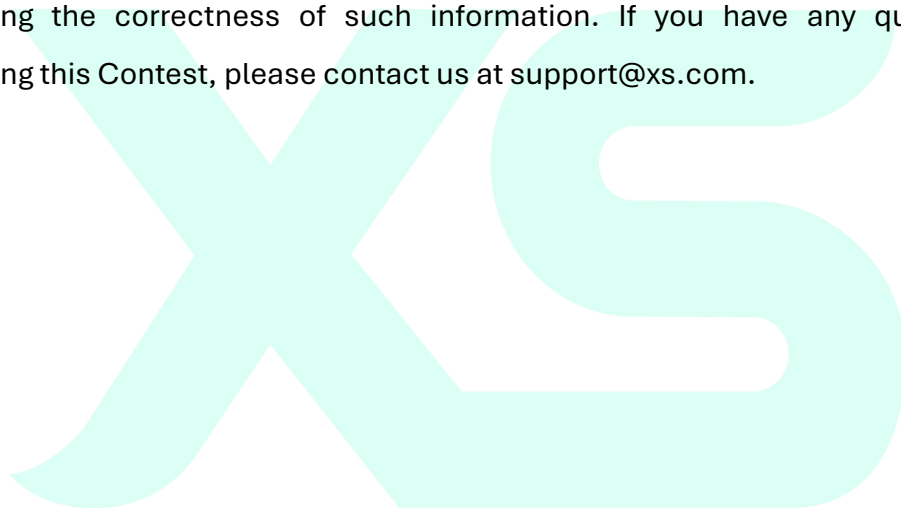 ng the correctness of such information. If you have any qu
ng this Contest, please contact us at support@xs.com.
XS